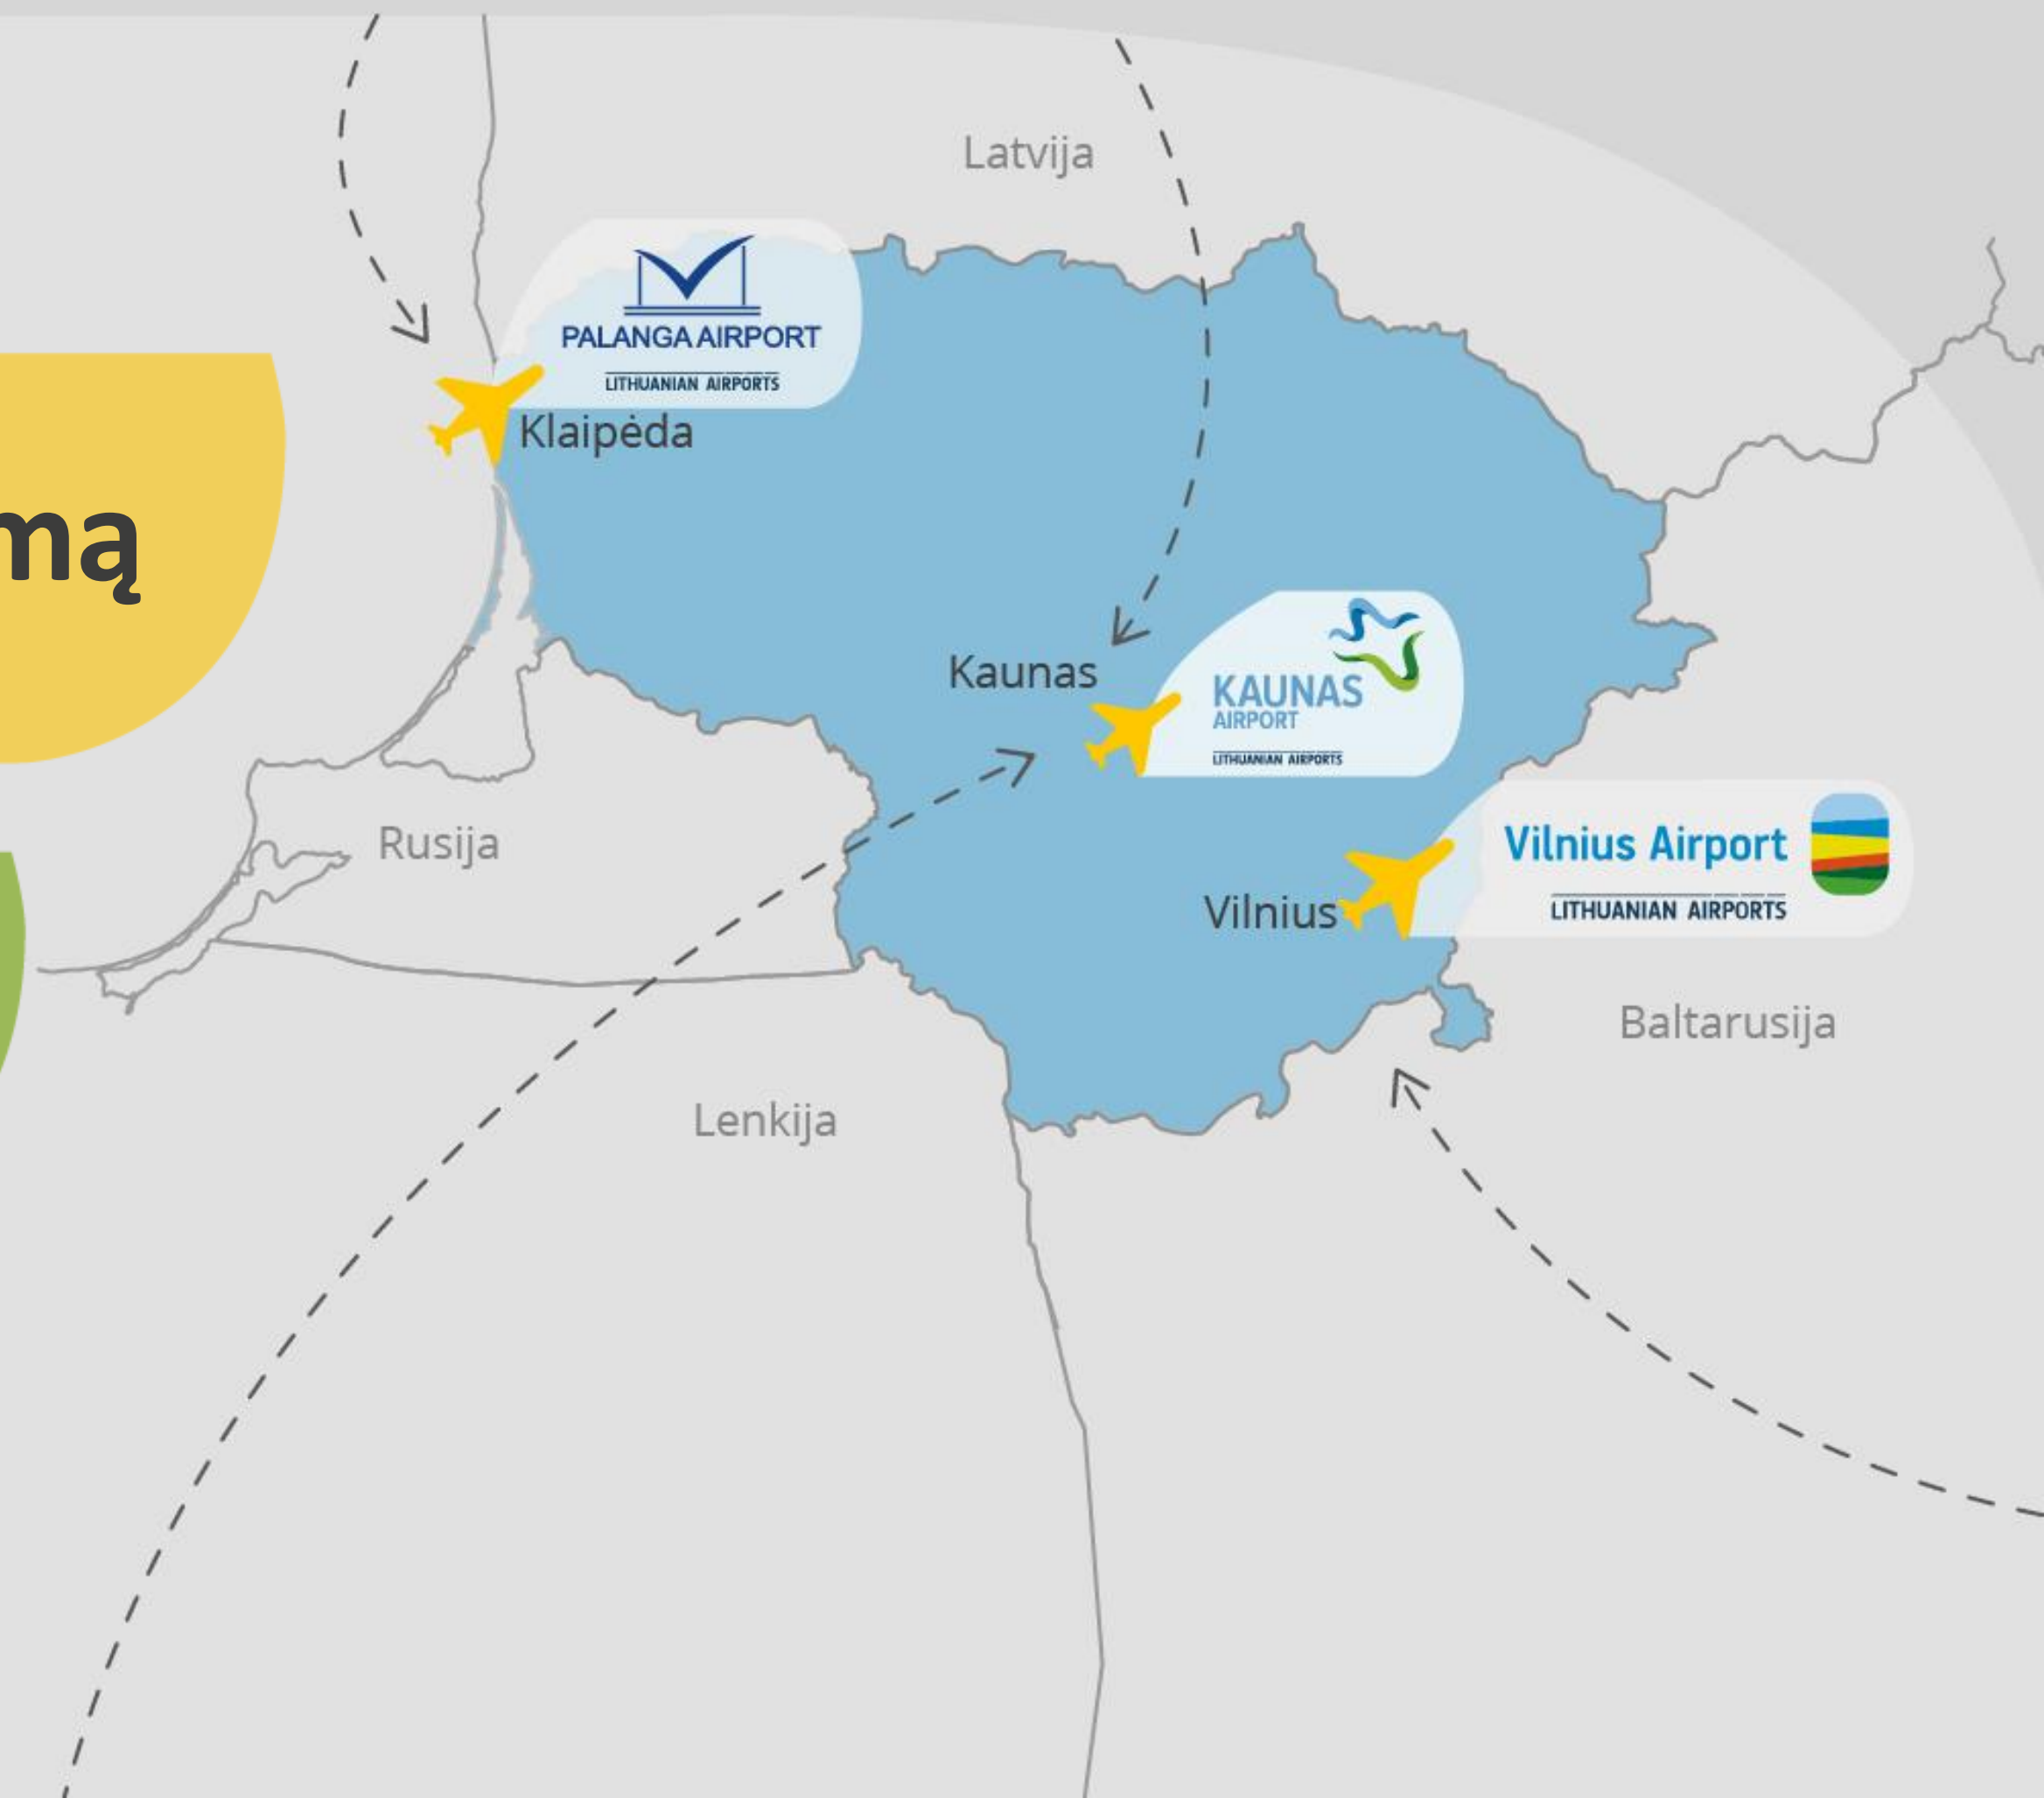 Latvija
PALANGA AIRPORT
LITHUANIAN AIRPORTS
Klaipėda
mą
Kaunas
KAUNAS
AIRPORT
LITHUANIAN AIRPORTS
Rusija
Vilnius Airport
LITHUANIAN AIRPORTS
Vilnius
Baltarusija
Lenkija